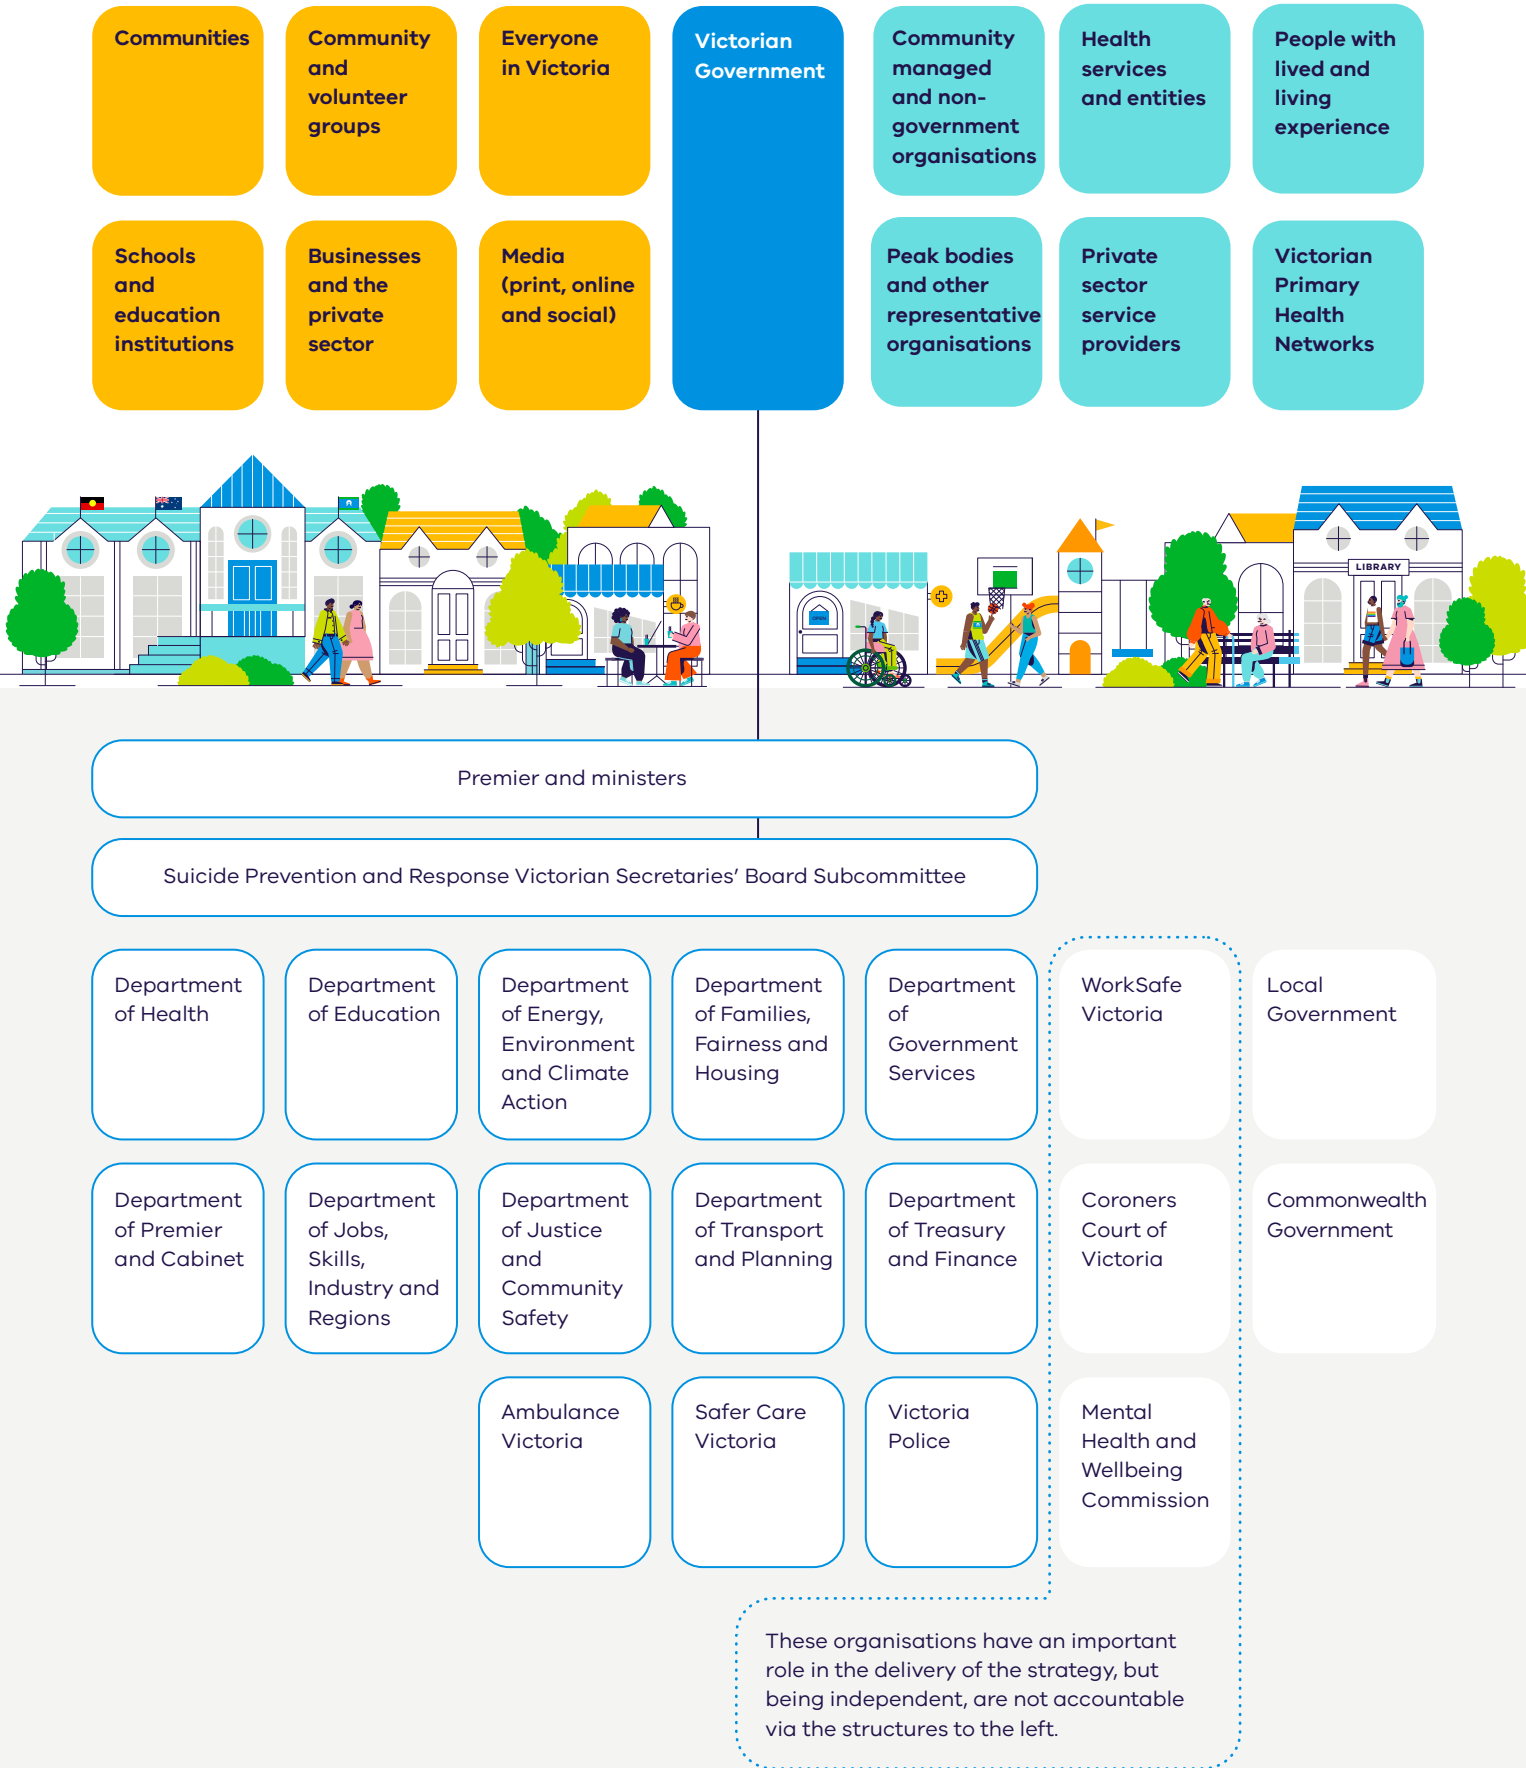 Communities
Community
and
volunteer
groups
Everyone
in Victoria
Victorian
Government
Community
managed
and non-
government
organisations
Health
services
and entities
People with
lived and
living
experience
Schools
and
education
institutions
Businesses
and the
private
sector
Media
(print, online
and social)
Peak bodies
and other
representative
organisations
Private
sector
service
providers
Victorian
Primary
Health
Networks
OPEN
LIBRARY
Premier and ministers
Suicide Prevention and Response Victorian Secretaries’ Board Subcommittee
Department
of Health
Department
of Education
Department
of Energy,
Environment
and Climate
Action
Department
of Families,
Fairness and
Housing
Department
of
Government
Services
WorkSafe
Victoria
Local
Government
Department
of Premier
and Cabinet
Department
of Jobs,
Skills,
Industry and
Regions
Department
of Justice
and
Community
Safety
Department
of Transport
and Planning
Department
of Treasury
and Finance
Coroners
Court of
Victoria
Commonwealth
Government
Ambulance
Victoria
Safer Care
Victoria
Victoria
Police
Mental
Health and
Wellbeing
Commission
These organisations have an important
role in the delivery of the strategy, but
being independent, are not accountable
via the structures to the left.